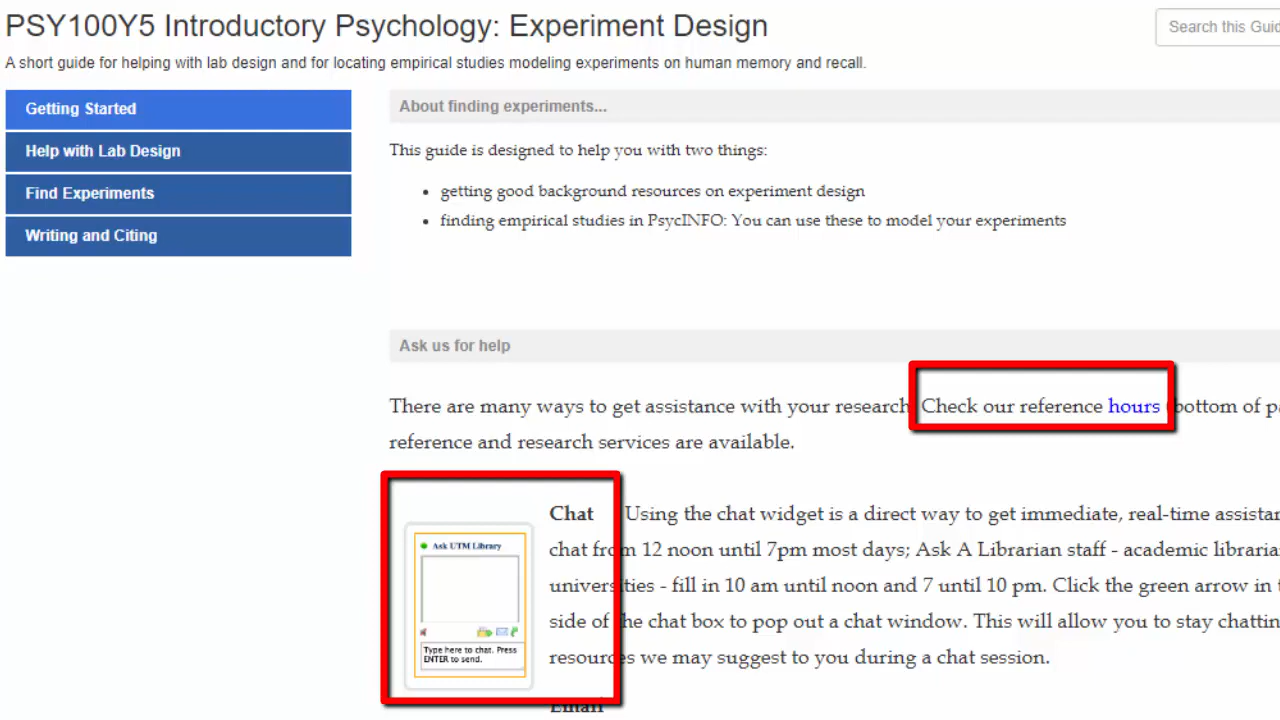 PSY100Y5 Introductory Psychology: Experiment Design
Search this Guid
A short guide for helping with lab design and for locating empirical studies modeling experiments on human memory and recall.
Getting Started
Help with Lab Design
Find Experiments
Writing and Citing
About finding experiments...
This guide is designed to help you with two things:
getting good background resources on experiment design
finding empirical studies in PsycINFO: You can use these to model your experiments
Ask us for help
There are many ways to get assistance with your research. Check our reference hours (bottom of p
reference and research services are available.
Ask UTM Library
Type here to chat. Press
ENTER to send.
Chat Using the chat widget is a direct way to get immediate, real-time assistan
chat from 12 noon until 7pm most days; Ask A Librarian staff - academic libraria
universities - fill in 10 am until noon and 7 until 10 pm. Click the green arrow in t
side of the chat box to pop out a chat window. This will allow you to stay chattin
resources we may suggest to you during a chat session.
Email